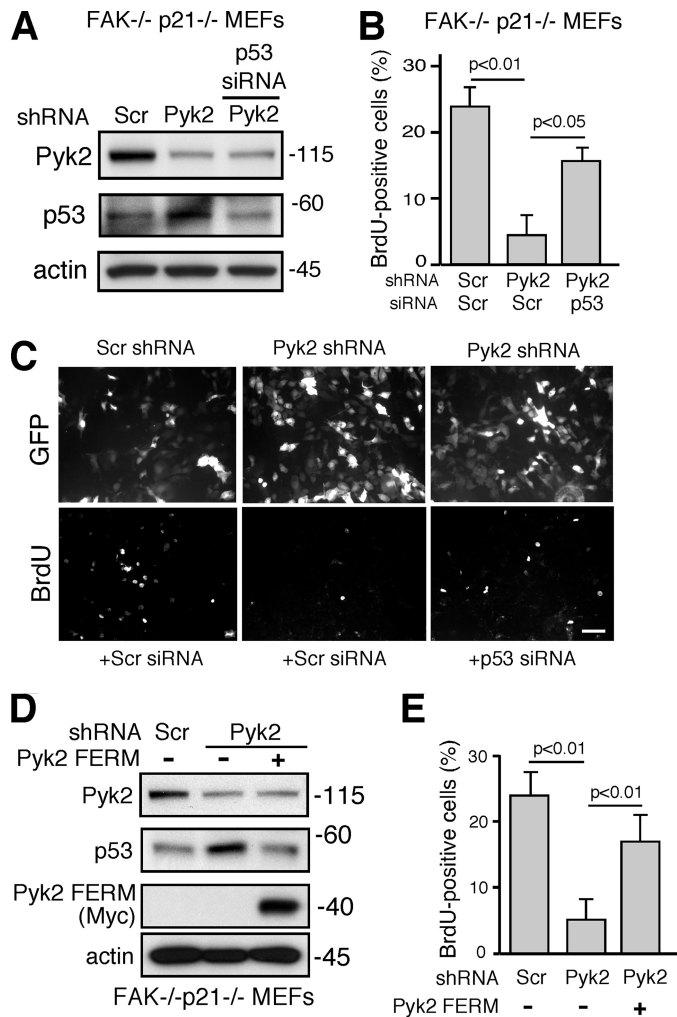 A
FAK-/- p21-/- MEFs
p53
siRNA
shRNA Scr Pyk2 Pyk2
Pyk2 -115
p53 -60
actin -45
B
FAK-/- p21-/- MEFs
BrdU-positive cells (%)
30
20
10
0
p<0.01
p<0.05
shRNA Scr Pyk2 Pyk2
siRNA Scr Scr p53
C
Scr shRNA Pyk2 shRNA Pyk2 shRNA
GFP
BrdU
+Scr siRNA +Scr siRNA +p53 siRNA
D
shRNA Scr Pyk2
Pyk2 FERM - - +
Pyk2 -115
p53 -60
Pyk2 FERM
(Myc) -40
actin -45
FAK-/-p21-/- MEFs
E
BrdU-positive cells (%)
30
20
10
0
p<0.01
p<0.01
shRNA Scr Pyk2 Pyk2
Pyk2 FERM - - +